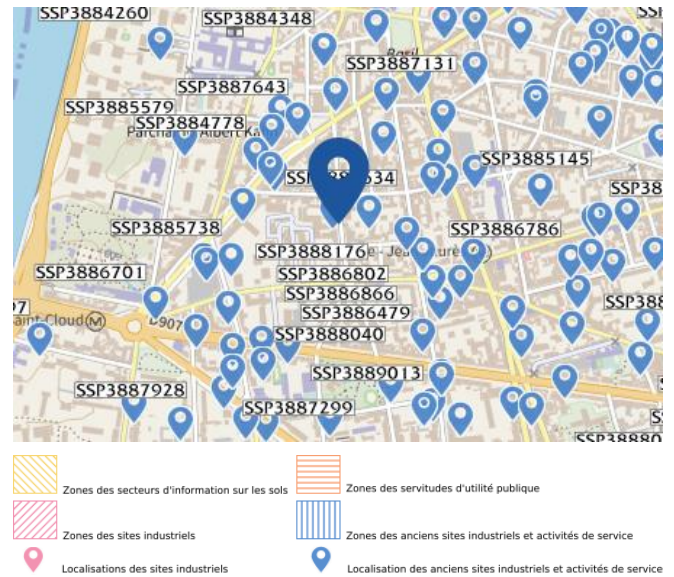 SSP3884260
SSP3884348
SSP3887131
SSP3887643
SSP3885579
SSP3884778
SSP3885145
SSP38
SSP3885738
SSP3886786
SSP3888176
SSP3886701
SSP3886802
SSP3886866
SSP3886479
D907
SSP3888040
SSP3889013
SSP3887928
SSP3887299
Zones des secteurs d'information sur les sols
Zones des servitudes d'utilité publique
Zones des sites industriels
Zones des anciens sites industriels et activités de service
Localisations des sites industriels
Localisation des anciens sites industriels et activités de service